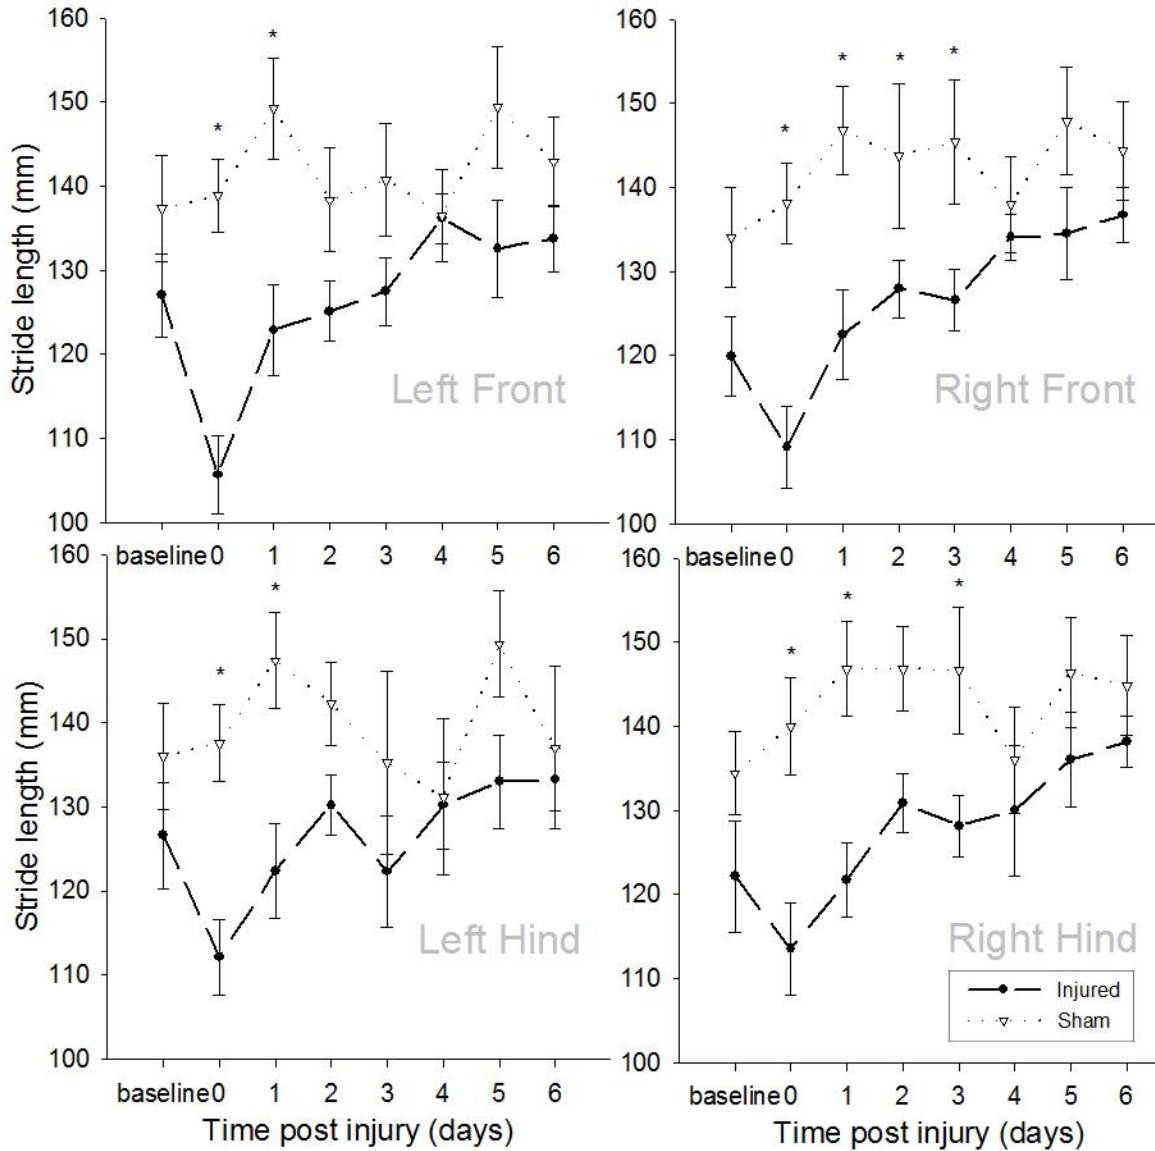 160
150
140
130
120
110
100
Stride length (mm)
* *
Left Front
baseline 0 1 2 3 4 5 6
160
150
140
130
120
110
100
* * * *
Right Front
baseline 0 1 2 3 4 5 6
160
150
140
130
120
110
100
Stride length (mm)
* *
Left Hind
baseline 0 1 2 3 4 5 6
Time post injury (days)
160
150
140
130
120
110
100
* * *
Right Hind
Injured
Sham
baseline 0 1 2 3 4 5 6
Time post injury (days)